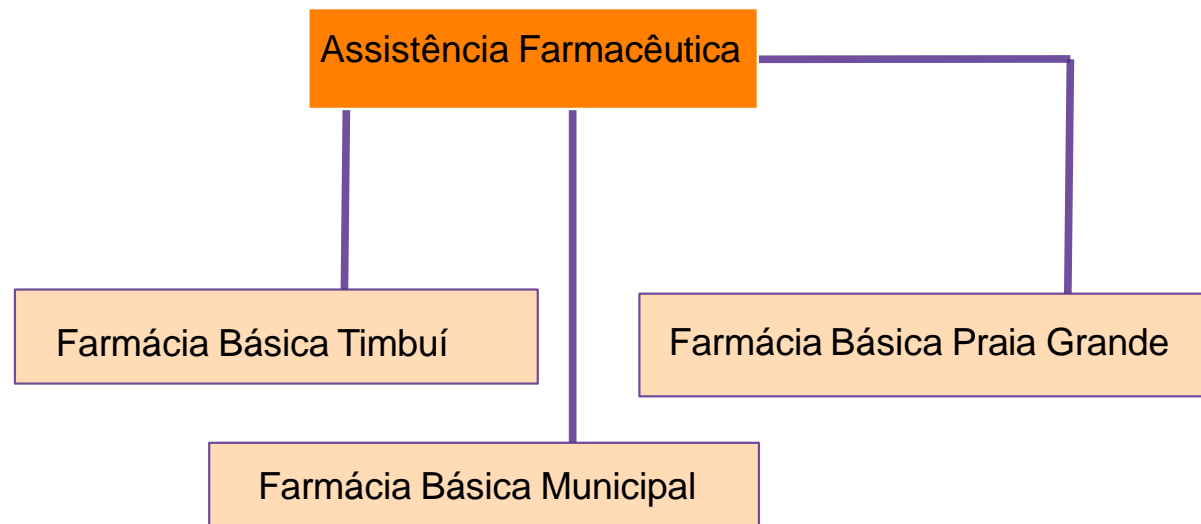 Assistência Farmacêutica
Farmácia Básica Timbuí
Farmácia Básica Praia Grande
Farmácia Básica Municipal